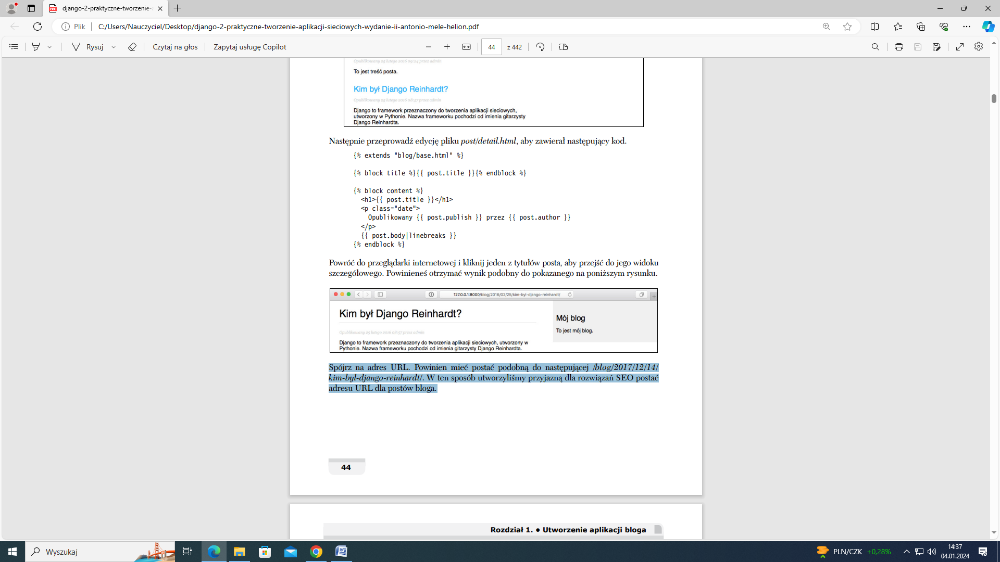 django-2-praktyczne-tworzenie-
Plik
C:/Users/Nauczyciel/Desktop/django-2-praktyczne-tworzenie-aplikacji-sieciowych-wydanie-ii-antonio-mele-helion.pdf
Rysuj
Czytaj na głos
Zapytaj usługę Copilot
44
z 442
Opublikowany 25 lutego 2016 09:24 przez admin
To jest treść posta.
Kim był Django Reinhardt?
Opublikowany 25 lutego 2016 08:57 przez admin
Django to framework przeznaczony do tworzenia aplikacji sieciowych,
utworzony w Pythonie. Nazwa frameworku pochodzi od imienia gitarzysty
Django Reinhardta.
Następnie przeprowadź edycję pliku post/detail.html, aby zawierał następujący kod.
{% extends "blog/base.html" %}
{% block title %}{{ post.title }}{% endblock %}
{% block content %}
<h1>{{ post.title }}</h1>
<p class="date">
Opublikowany {{ post.publish }} przez {{ post.author }}
</p>
{{ post.body|linebreaks }}
{% endblock %}
Powróć do przeglądarki internetowej i kliknij jeden z tytułów posta, aby przejść do jego widoku
szczegółowego. Powinieneś otrzymać wynik podobny do pokazanego na poniższym rysunku.
127.0.0.1:8000/blog/2016/02/25/kim-byl-django-reinhardt/
Kim był Django Reinhardt?
Opublikowany 25 lutego 2016 08:57 przez admin
Django to framework przeznaczony do tworzenia aplikacji sieciowych, utworzony w
Pythonie. Nazwa frameworku pochodzi od imienia gitarzysty Django Reinhardta.
Mój blog
To jest mój blog.
Spójrz na adres URL. Powinien mieć postać podobną do następującej /blog/2017/12/14/
kim-byl-django-reinhardt/. W ten sposób utworzyliśmy przyjazną dla rozwiązań SEO postać
adresu URL dla postów bloga.
44
Rozdział 1. • Utworzenie aplikacji bloga
Wyszukaj
PLN/CZK +0,28%
14:37
04.01.2024